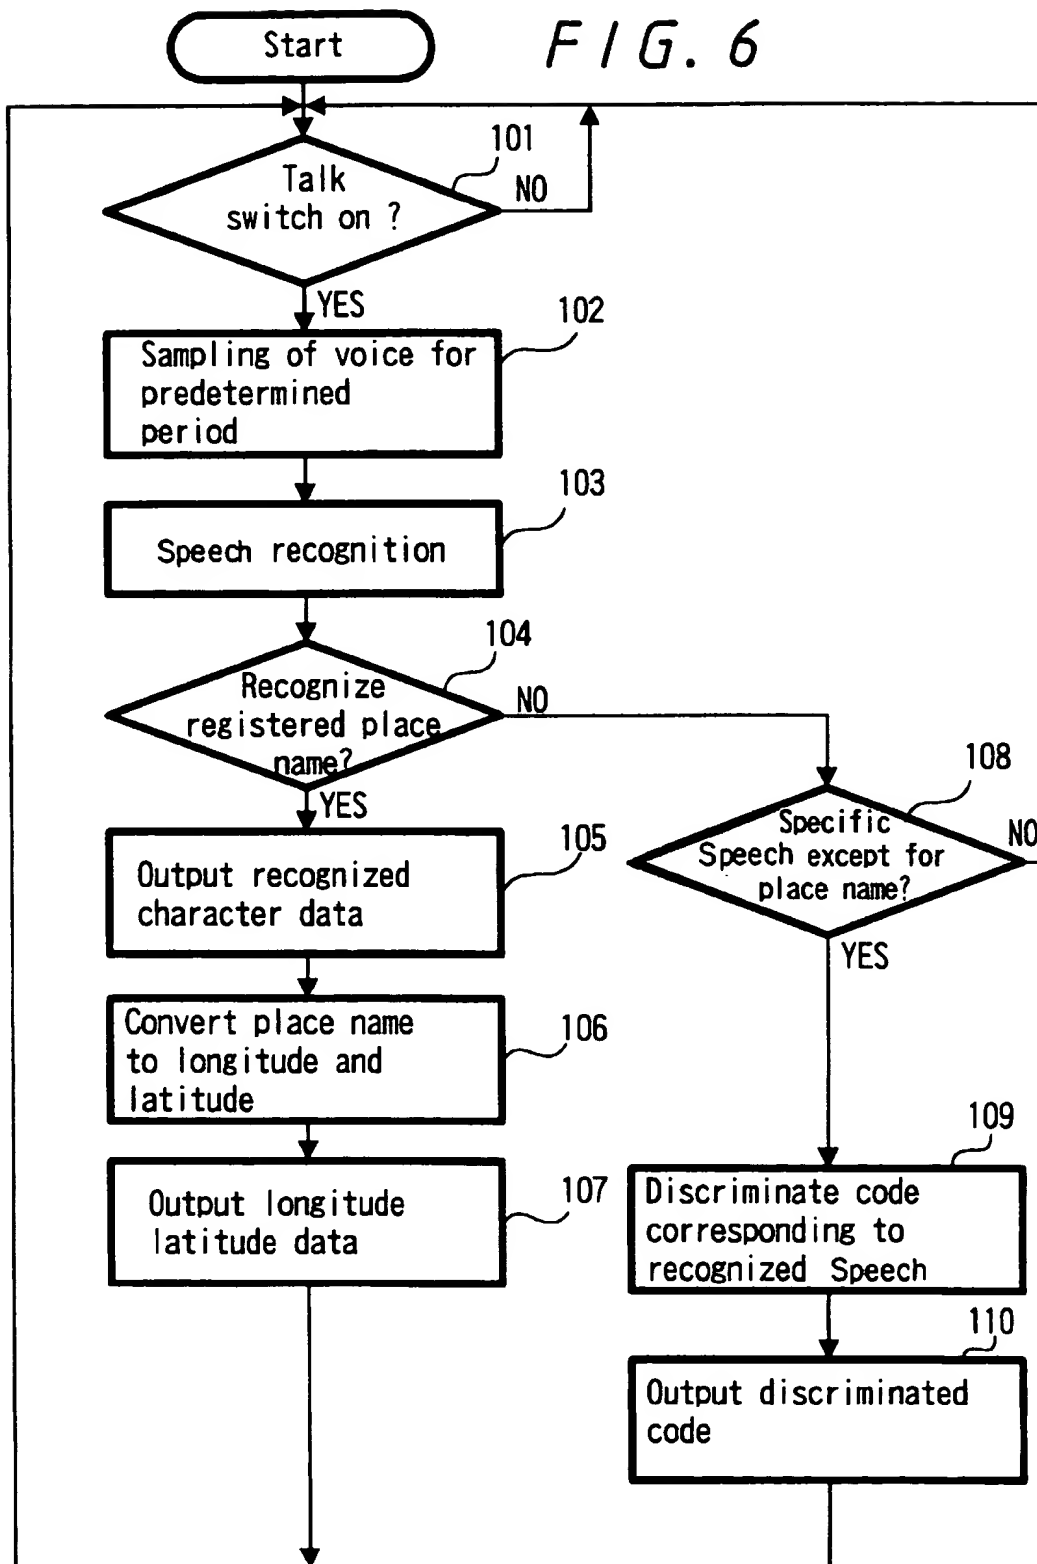 Start
FIG. 6
101
Talk
switch on ?
NO
YES
102
Sampling of voice for
predetermined
period
103
Speech recognition
104
Recognize
registered place
name?
NO
YES
105
Output recognized
character data
106
Convert place name
to longitude and
latitude
107
Output longitude
latitude data
108
Specific
Speech except for
place name?
NO
YES
109
Discriminate code
corresponding to
recognized Speech
110
Output discriminated
code